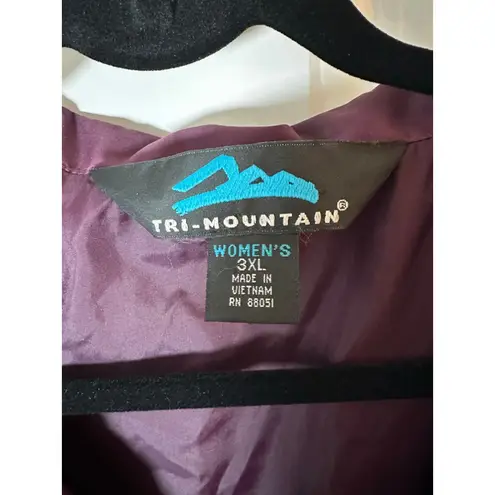 TRI-MOUNTAIN®
WOMEN'S
3XL
MADE IN
VIETNAM
RN 88051